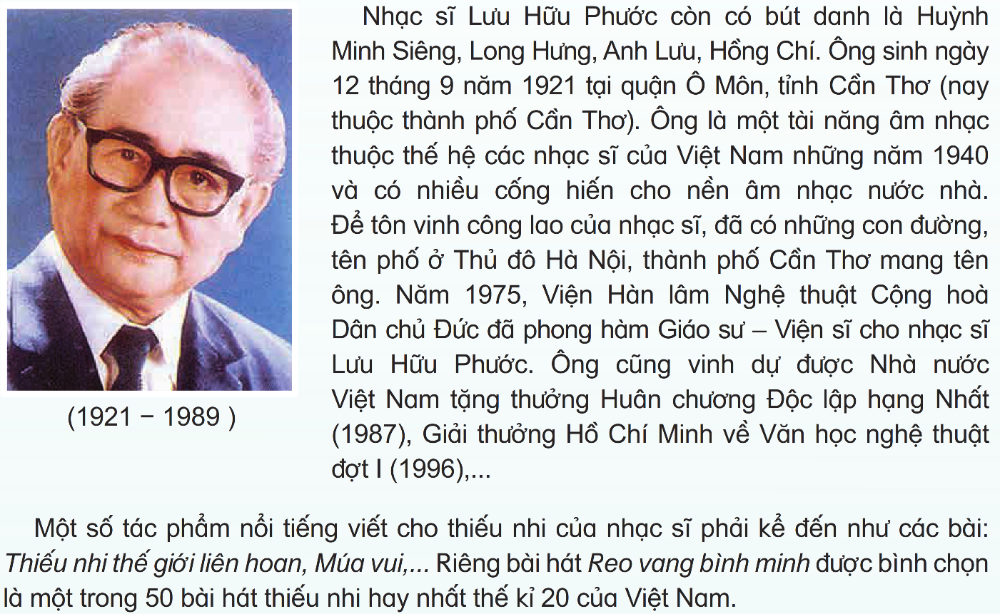 Nhạc sĩ Lưu Hữu Phước còn có bút danh là Huỳnh
Minh Siêng, Long Hưng, Anh Lưu, Hồng Chí. Ông sinh ngày
12 tháng 9 năm 1921 tại quận Ô Môn, tỉnh Cần Thơ (nay
thuộc thành phố Cần Thơ). Ông là một tài năng âm nhạc
thuộc thế hệ các nhạc sĩ của Việt Nam những năm 1940
và có nhiều cống hiến cho nền âm nhạc nước nhà.
Để tôn vinh công lao của nhạc sĩ, đã có những con đường,
tên phố ở Thủ đô Hà Nội, thành phố Cần Thơ mang tên
ông. Năm 1975, Viện Hàn lâm Nghệ thuật Cộng hoà
Dân chủ Đức đã phong hàm Giáo sư – Viện sĩ cho nhạc sĩ
Lưu Hữu Phước. Ông cũng vinh dự được Nhà nước
Việt Nam tặng thưởng Huân chương Độc lập hạng Nhất
(1987), Giải thưởng Hồ Chí Minh về Văn học nghệ thuật
đợt I (1996),...
(1921 – 1989 )
Một số tác phẩm nổi tiếng viết cho thiếu nhi của nhạc sĩ phải kể đến như các bài:
Thiếu nhi thế giới liên hoan, Múa vui,... Riêng bài hát Reo vang bình minh được bình chọn
là một trong 50 bài hát thiếu nhi hay nhất thế kỉ 20 của Việt Nam.